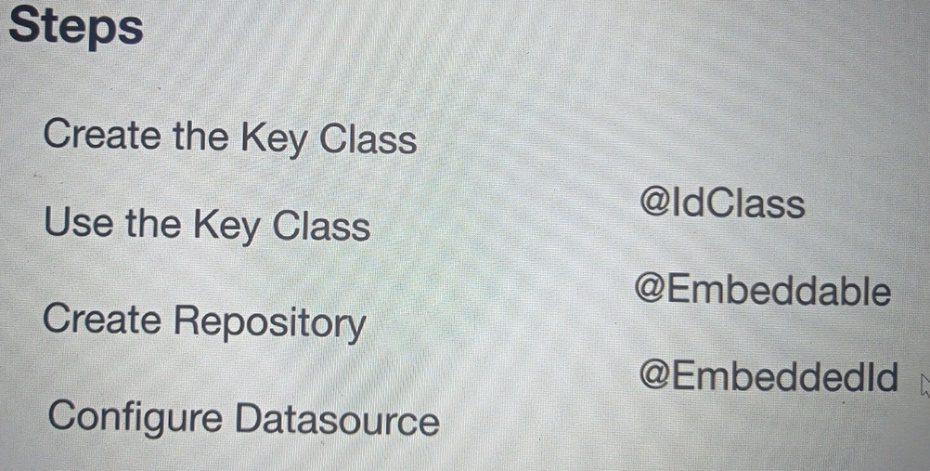 Steps
Create the Key Class
Use the Key Class
Create Repository
Configure Datasource
@IdClass
@Embeddable
@EmbeddedId